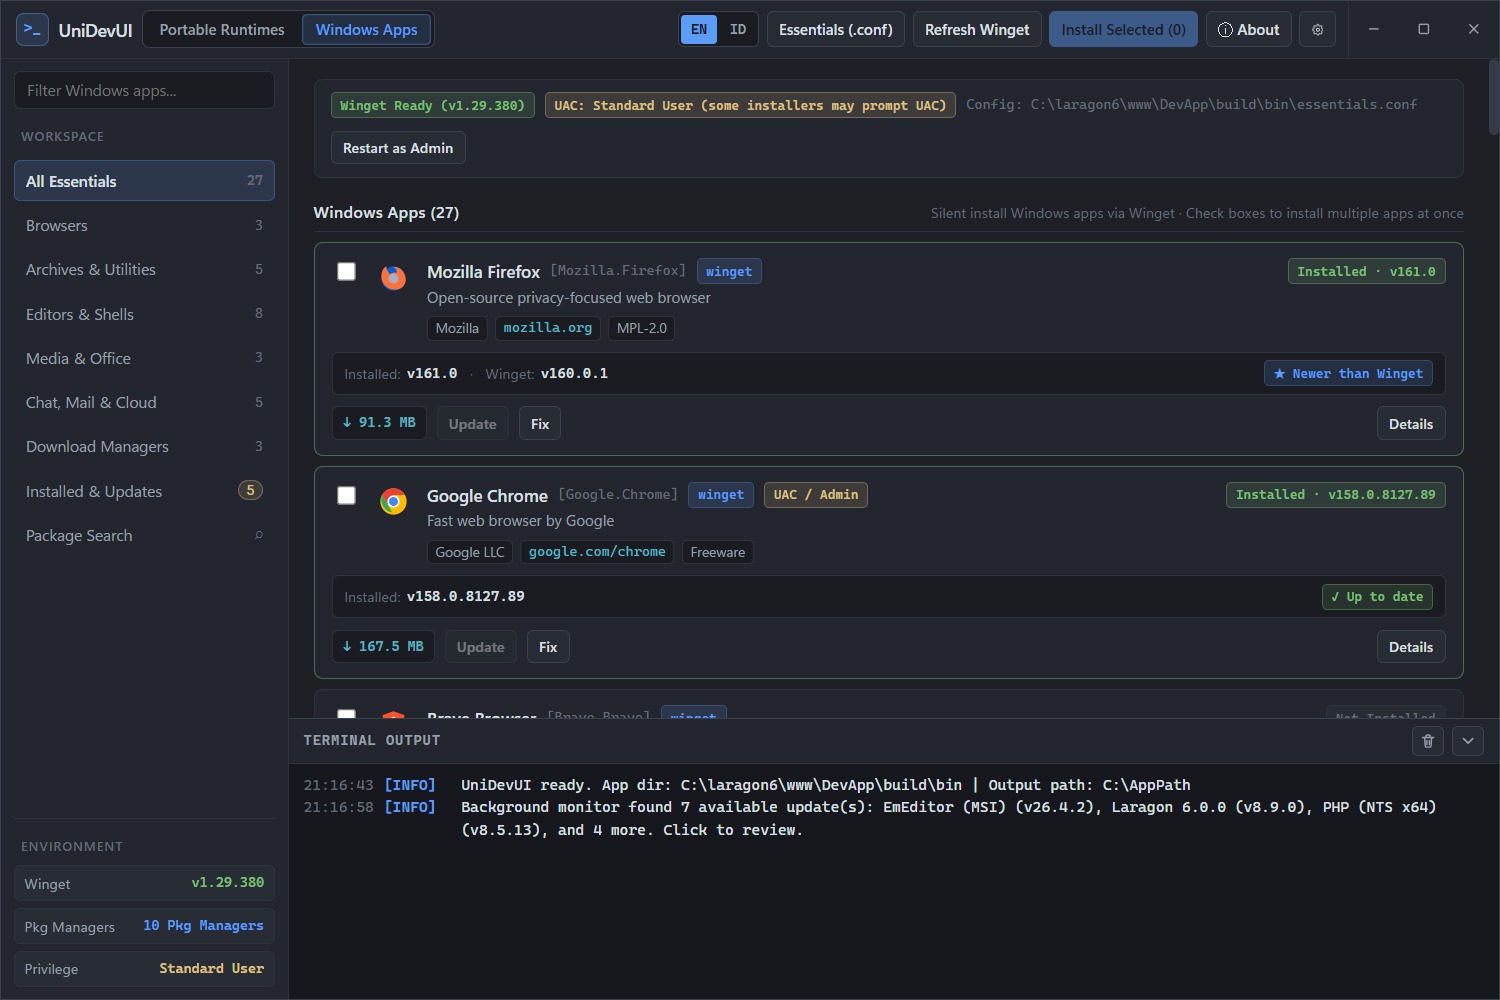 >_ UniDevUI Portable Runtimes Windows Apps EN ID Essentials (.conf) Refresh Winget Install Selected (0) About
Filter Windows apps...
WORKSPACE
All Essentials 27
Browsers 3
Archives & Utilities 5
Editors & Shells 8
Media & Office 3
Chat, Mail & Cloud 5
Download Managers 3
Installed & Updates 5
Package Search
ENVIRONMENT
Winget v1.29.380
Pkg Managers 10 Pkg Managers
Privilege Standard User
Winget Ready (v1.29.380) UAC: Standard User (some installers may prompt UAC) Config: C:\laragon6\www\DevApp\build\bin\essentials.conf
Restart as Admin
Windows Apps (27) Silent install Windows apps via Winget · Check boxes to install multiple apps at once
Mozilla Firefox [Mozilla.Firefox] winget Installed · v161.0
Open-source privacy-focused web browser
Mozilla mozilla.org MPL-2.0
Installed: v161.0 · Winget: v160.0.1 ★ Newer than Winget
↓ 91.3 MB Update Fix Details
Google Chrome [Google.Chrome] winget UAC / Admin Installed · v158.0.8127.89
Fast web browser by Google
Google LLC google.com/chrome Freeware
Installed: v158.0.8127.89 ✓ Up to date
↓ 167.5 MB Update Fix Details
Brave Browser [Brave.Brave] winget Not Installed
TERMINAL OUTPUT
21:16:43 [INFO] UniDevUI ready. App dir: C:\laragon6\www\DevApp\build\bin | Output path: C:\AppPath
21:16:58 [INFO] Background monitor found 7 available update(s): EmEditor (MSI) (v26.4.2), Laragon 6.0.0 (v8.9.0), PHP (NTS x64)
(v8.5.13), and 4 more. Click to review.